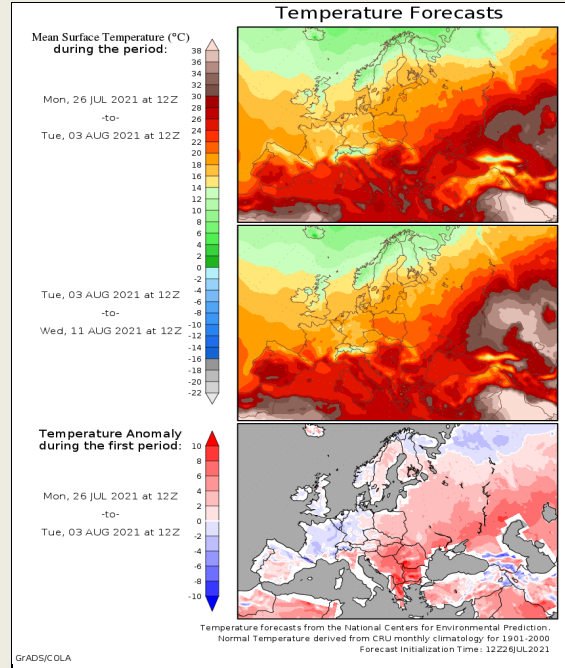 Temperature Forecasts
Mean Surface Temperature (°C)
during the period:
Mon, 26 JUL 2021 at 12Z
-to-
Tue, 03 AUG 2021 at 12Z
38
36
34
32
30
28
26
24
22
20
18
16
14
12
10
8
6
4
2
0
-2
-4
-6
-8
-10
-12
-14
-16
-18
-20
-22
Tue, 03 AUG 2021 at 12Z
-to-
Wed, 11 AUG 2021 at 12Z
Temperature Anomaly
during the first period:
Mon, 26 JUL 2021 at 12Z
-to-
Tue, 03 AUG 2021 at 12Z
10
8
6
4
2
0
-2
-4
-6
-8
-10
Temperature forecasts from the National Centers for Environmental Prediction.
Normal Temperature derived from CRU monthly climatology for 1901-2000
Forecast Initialization Time: 12Z26JUL2021
GrADS/COLA